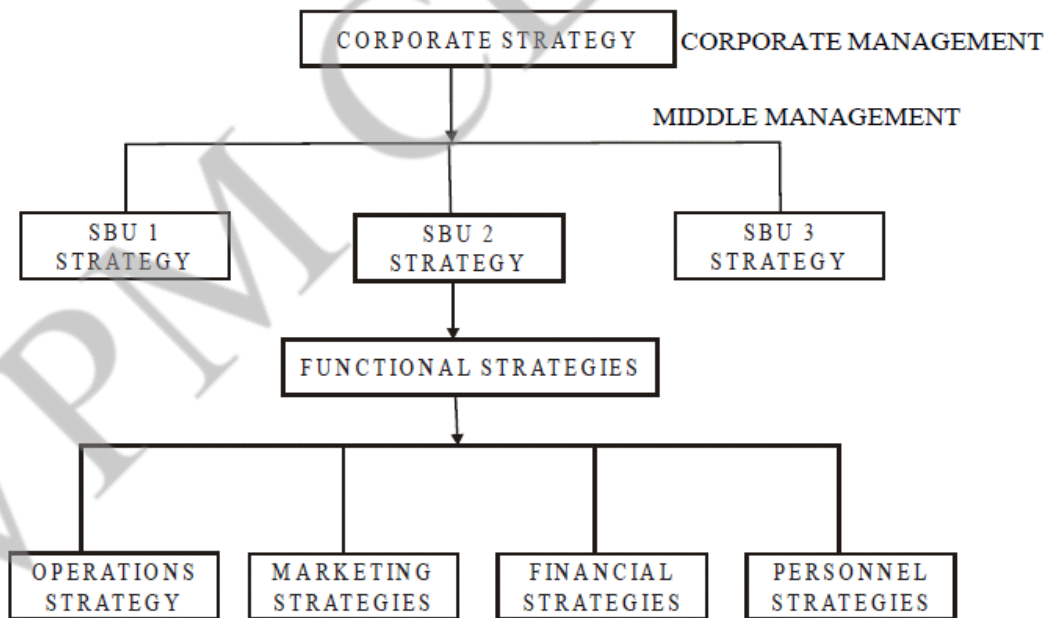 CORPORATE STRATEGY
CORPORATE MANAGEMENT
MIDDLE MANAGEMENT
SBU 1
STRATEGY
SBU 2
STRATEGY
SBU 3
STRATEGY
FUNCTIONAL STRATEGIES
OPERATIONS
STRATEGY
MARKETING
STRATEGIES
FINANCIAL
STRATEGIES
PERSONNEL
STRATEGIES